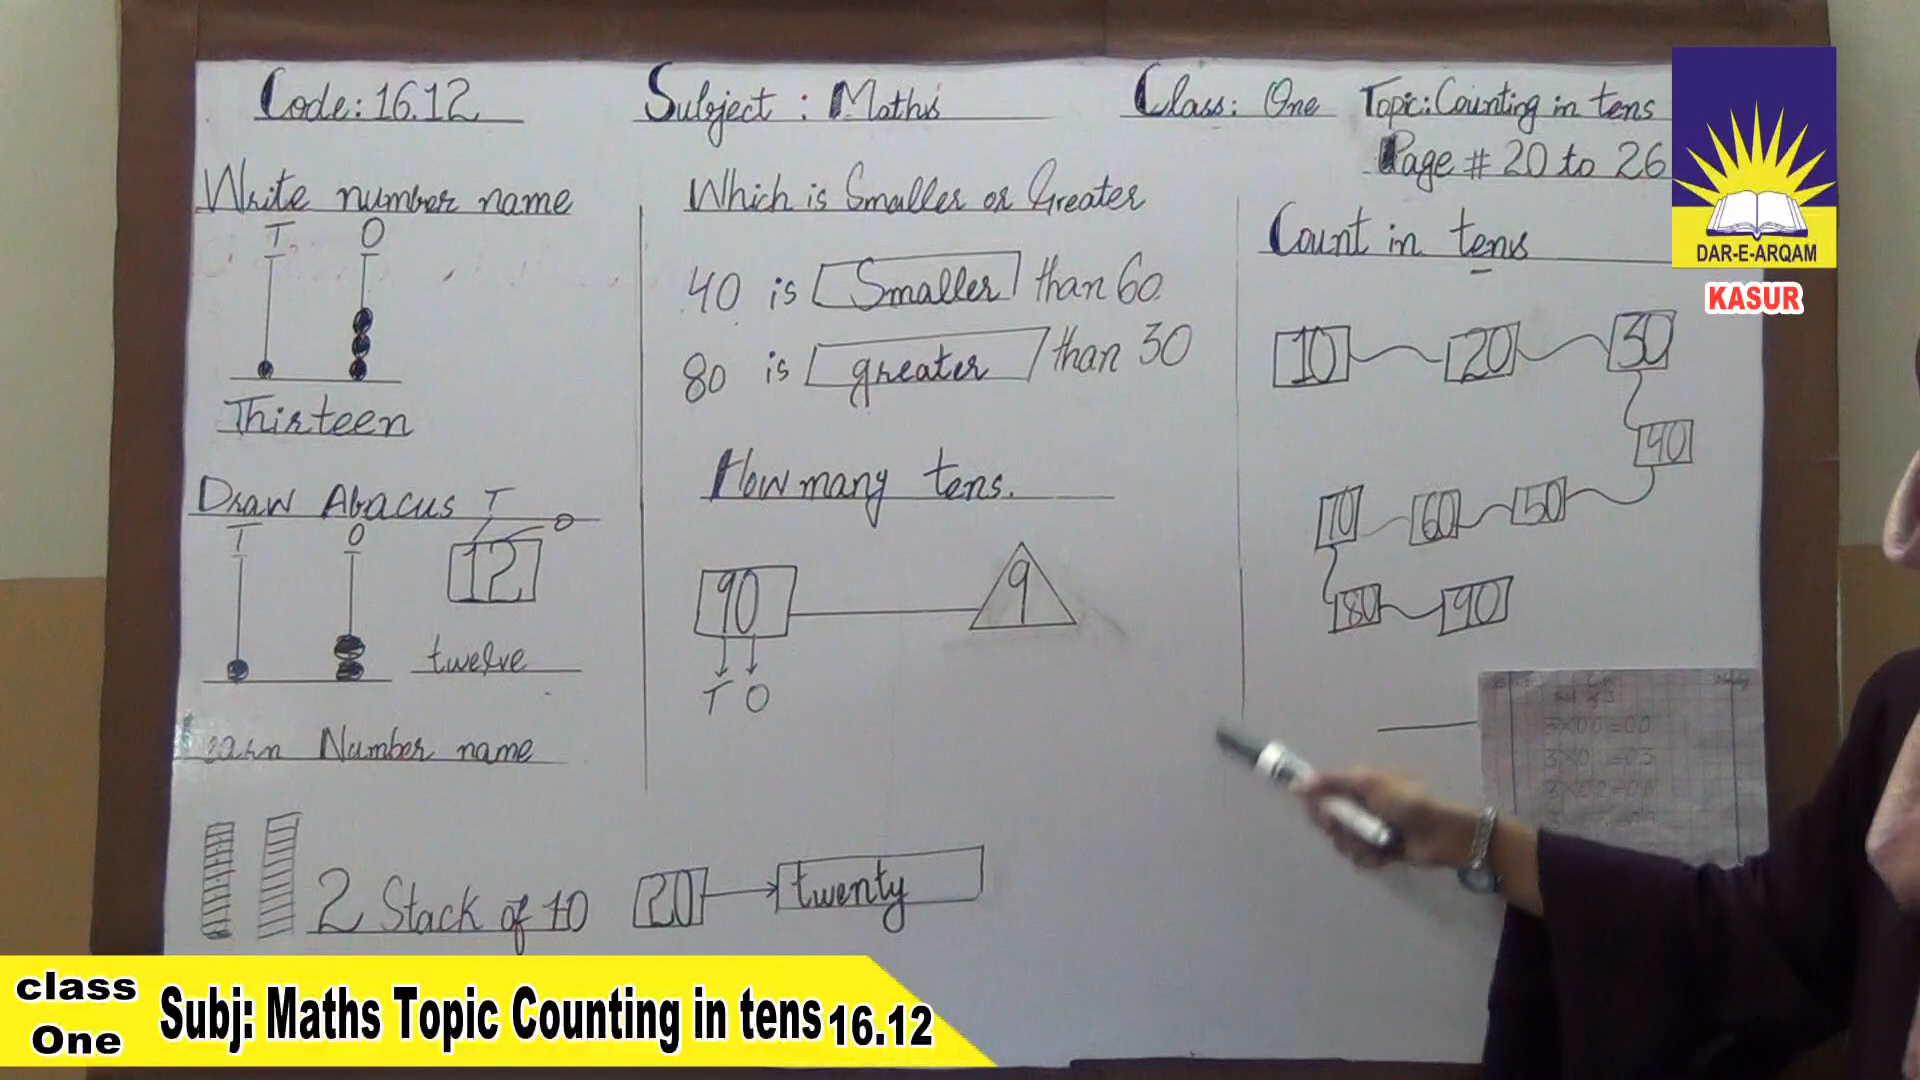 Code: 16.12
Subject: Maths
Class: One
Topic: Counting in tens
Page # 20 to 26
Write number name
T O
Thirteen
Draw Abacus
T O
T O
12
twelve
Number name
2 Stack of 10
20
twenty
Which is Smaller or Greater
40 is Smaller than 60
80 is greater than 30
How many tens.
90
9
T O
Count in tens
10 20 30
40
70 60 50
80 90
3X00=00
3X01=03
DAR-E-ARQAM
KASUR
class
One
Subj: Maths Topic Counting in tens 16.12